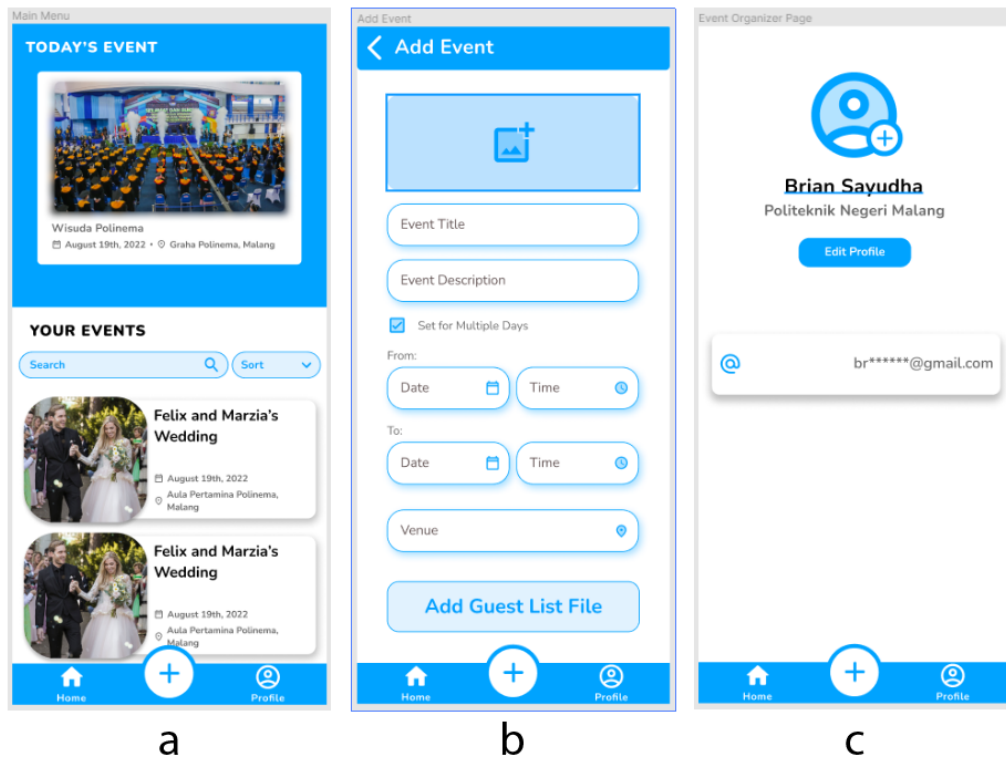 Main Menu
TODAY'S EVENT
Wisuda Polinema
August 19th, 2022 • Graha Polinema, Malang
YOUR EVENTS
Search
Sort
Felix and Marzia's
Wedding
August 19th, 2022
Aula Pertamina Polinema,
Malang
Felix and Marzia's
Wedding
August 19th, 2022
Aula Pertamina Polinema,
Malang
Home
Profile
a
Add Event
Add Event
Event Title
Event Description
Set for Multiple Days
From:
Date
Time
To:
Date
Time
Venue
Add Guest List File
Home
Profile
b
Event Organizer Page
Brian Sayudha
Politeknik Negeri Malang
Edit Profile
@ br******@gmail.com
Home
Profile
c